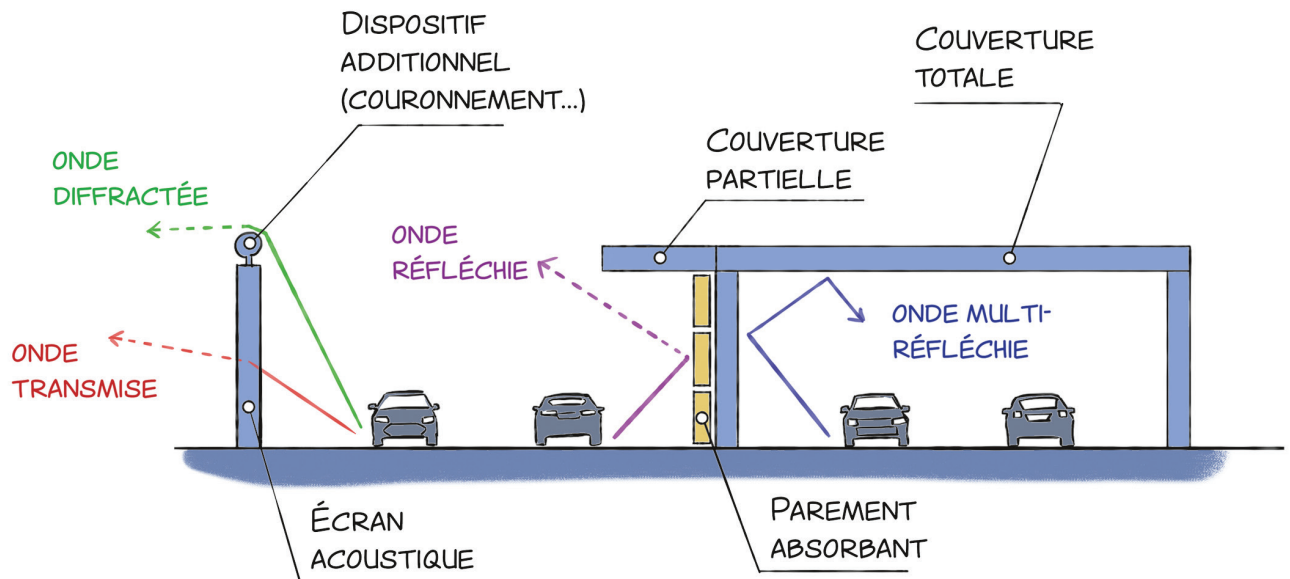 DISPOSITIF
ADDITIONNEL
(COURONNEMENT...)
COUVERTURE
TOTALE
COUVERTURE
PARTIELLE
ONDE
DIFFRACTÉE
ONDE
RÉFLÉCHIE
ONDE MULTI-
RÉFLÉCHIE
ONDE
TRANSMISE
ÉCRAN
ACOUSTIQUE
PAREMENT
ABSORBANT